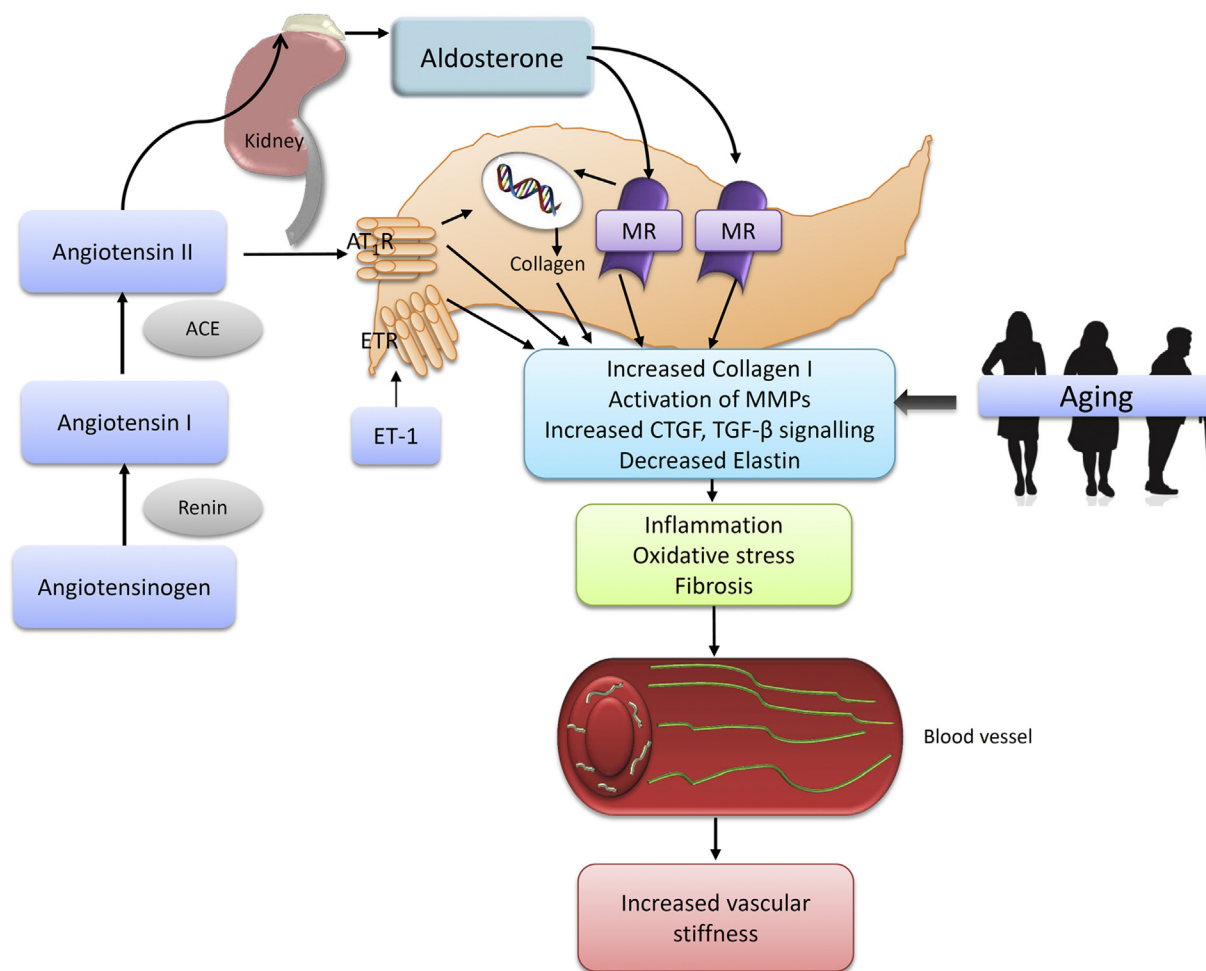 Aldosterone
Kidney
Angiotensin II
AT1R
MR
MR
Collagen
ACE
ETR
Increased Collagen I
Activation of MMPs
Increased CTGF, TGF-β signalling
Decreased Elastin
Aging
Angiotensin I
ET-1
Renin
Inflammation
Oxidative stress
Fibrosis
Angiotensinogen
Blood vessel
Increased vascular
stiffness